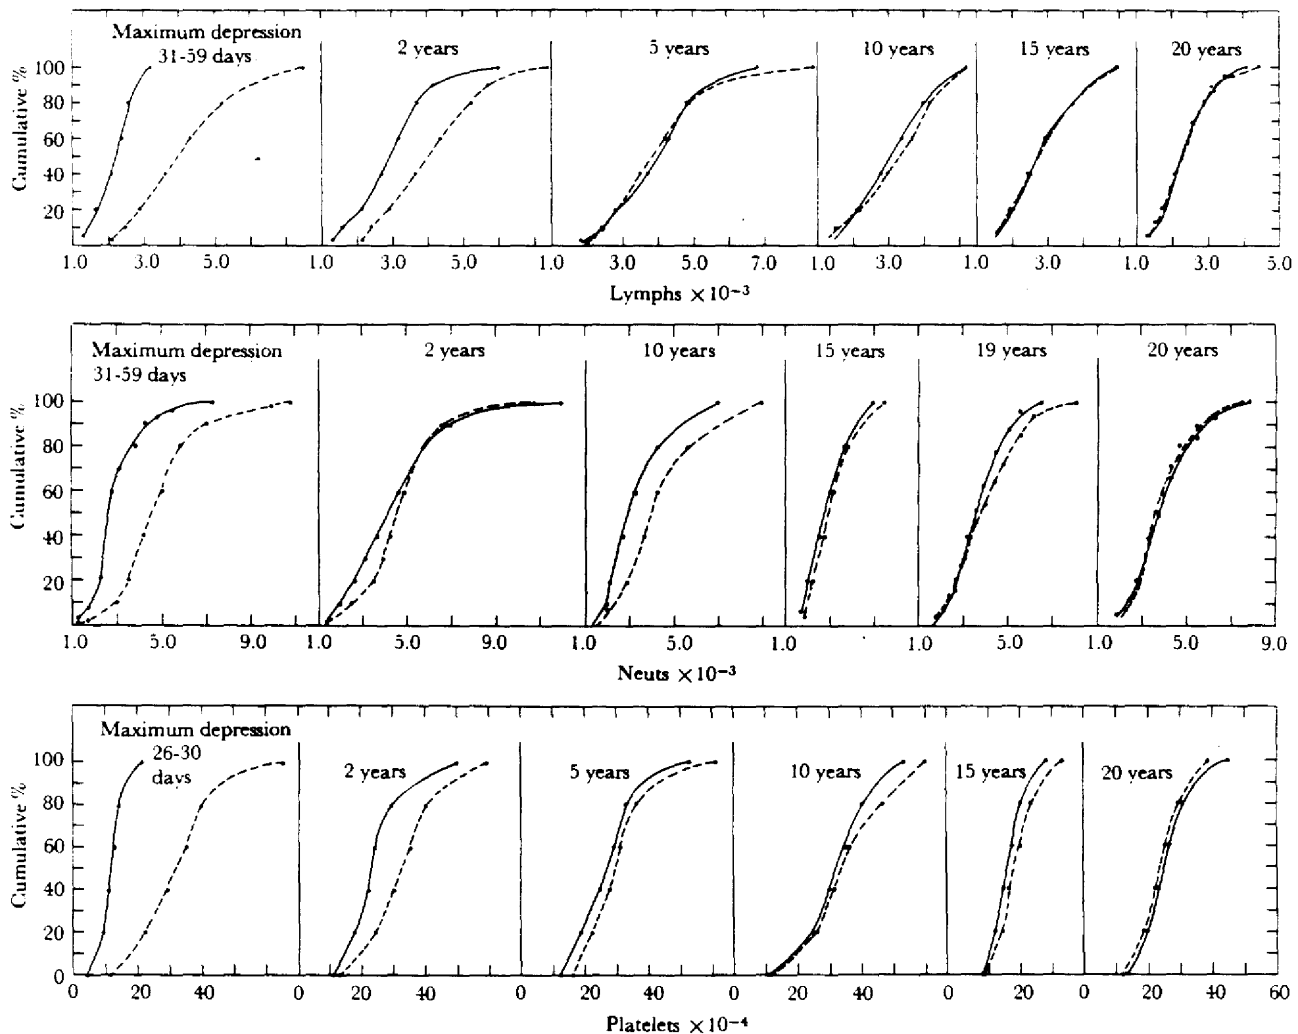 Maximum depression
31-59 days
2 years
5 years
10 years
15 years
20 years
Cumulative %
100
80
60
40
20
1.0 3.0 5.0 1.0 3.0 5.0 1.0 3.0 5.0 7.0 1.0 3.0 1.0 3.0 1.0 3.0 5.0
Lymphs ×10⁻³
Maximum depression
31-59 days
2 years
10 years
15 years
19 years
20 years
Cumulative %
100
80
60
40
20
1.0 5.0 9.0 1.0 5.0 9.0 1.0 5.0 1.0 1.0 5.0 1.0 5.0 9.0
Neuts ×10⁻³
Maximum depression
26-30
days
2 years
5 years
10 years
15 years
20 years
Cumulative %
100
80
60
40
20
0
0 20 40 0 20 40 0 20 40 0 20 40 0 20 0 20 40 60
Platelets ×10⁻⁴